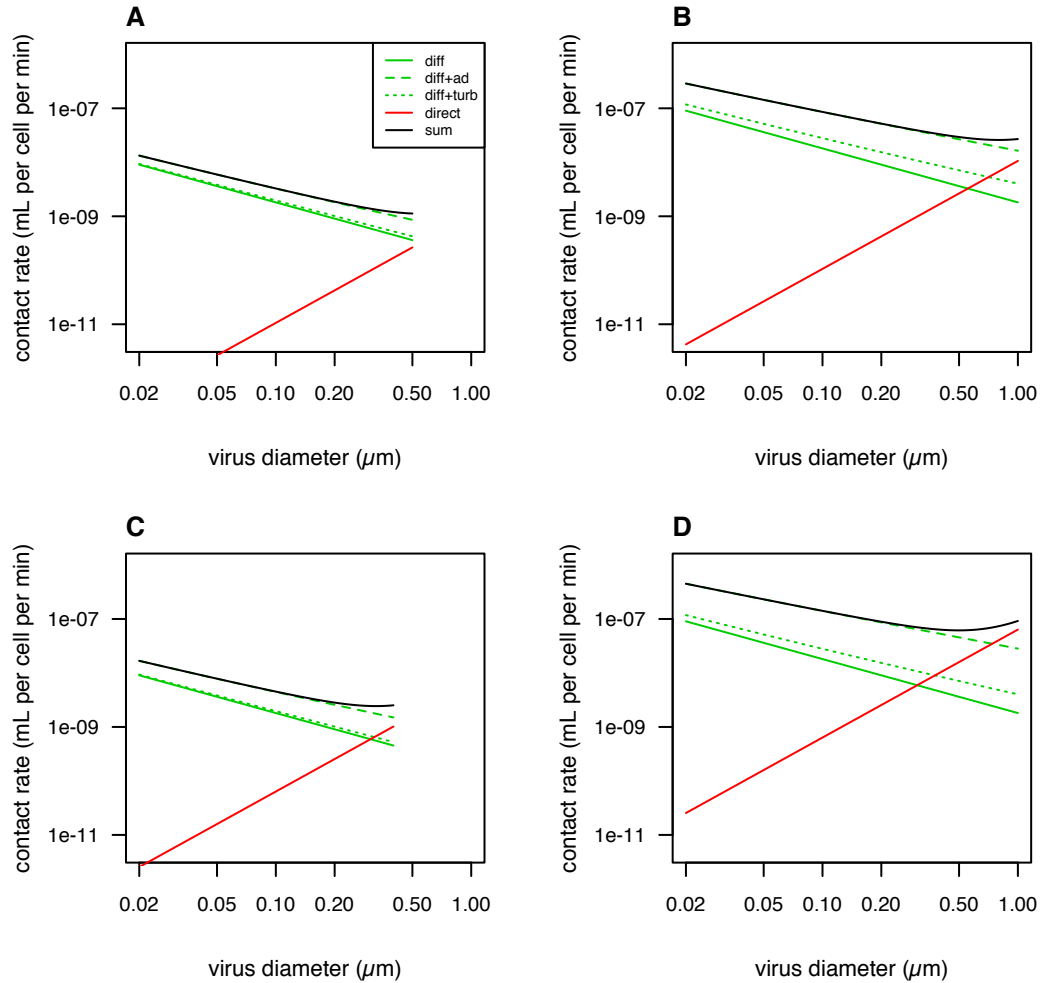 A
contact rate (mL per cell per min)
1e-07
1e-09
1e-11
diff
diff+ad
diff+turb
direct
sum
0.02 0.05 0.10 0.20 0.50 1.00
virus diameter (µm)
B
contact rate (mL per cell per min)
1e-07
1e-09
1e-11
0.02 0.05 0.10 0.20 0.50 1.00
virus diameter (µm)
C
contact rate (mL per cell per min)
1e-07
1e-09
1e-11
0.02 0.05 0.10 0.20 0.50 1.00
virus diameter (µm)
D
contact rate (mL per cell per min)
1e-07
1e-09
1e-11
0.02 0.05 0.10 0.20 0.50 1.00
virus diameter (µm)